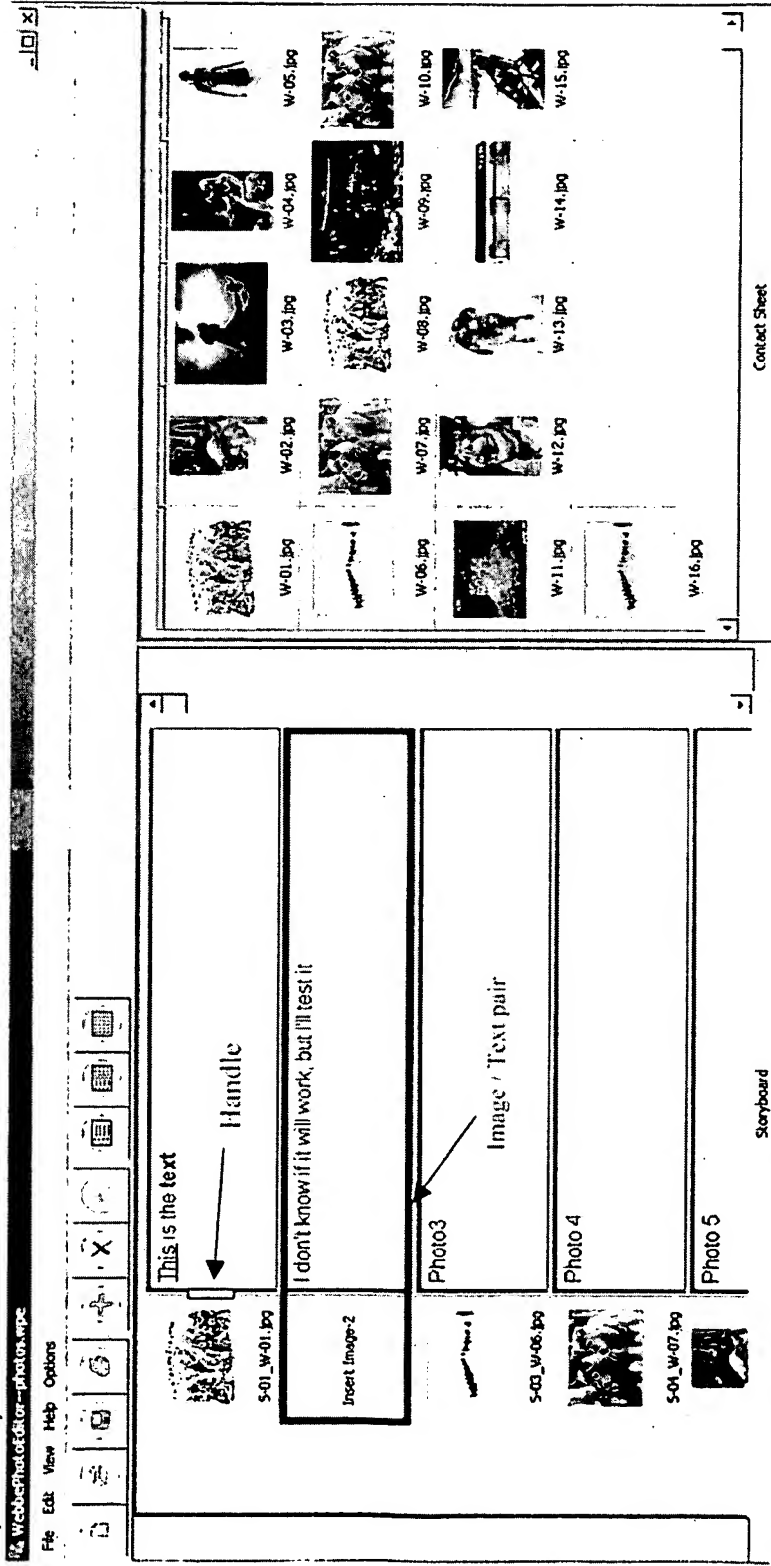 WebbePhotoEditor--photos.wpe
File Edit View Help Options
This is the text
Handle
S-01_W-01.jpg
I don't know if it will work, but I'll test it
Insert Image-2
Image / Text pair
Photo3
S-03_W-06.jpg
Photo 4
S-04_W-07.jpg
Photo 5
Storyboard
W-01.jpg
W-02.jpg
W-03.jpg
W-04.jpg
W-05.jpg
W-06.jpg
W-07.jpg
W-08.jpg
W-09.jpg
W-10.jpg
W-11.jpg
W-12.jpg
W-13.jpg
W-14.jpg
W-15.jpg
W-16.jpg
Contact Sheet